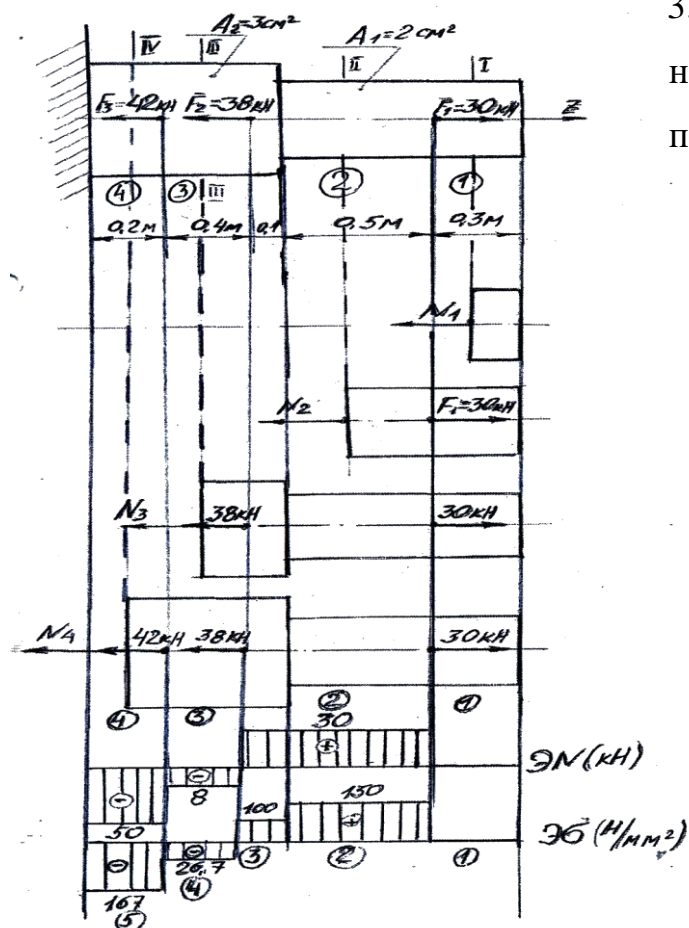 A₂=3см²
A₁=2см²
З.
н
п
IV III II I
F₃=42кН F₂=38кН F₁=30кН z
④ ③ III ② ①
0,2м 0,4м 0,1 0,5м 0,3м
N₁
N₂ F₁=30кН
N₃ 38кН 30кН
N₄ 42кН 38кН 30кН
④ ③ ② ①
30
+
ЭN(кН)
- -
50 8 100 150
+
Эσ(Н/мм²)
- -
26,7 ③ ② ①
167 ④
⑤